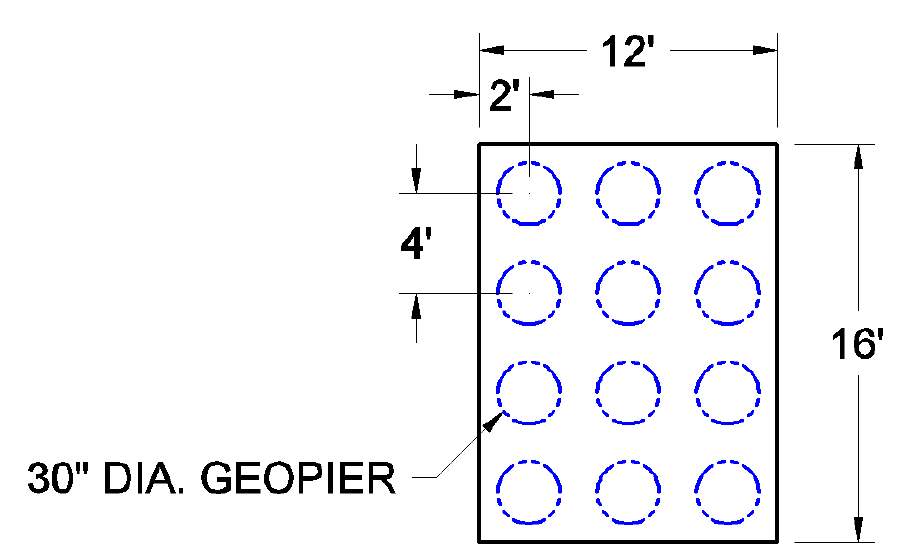 12'
2'
4'
16'
30" DIA. GEOPIER